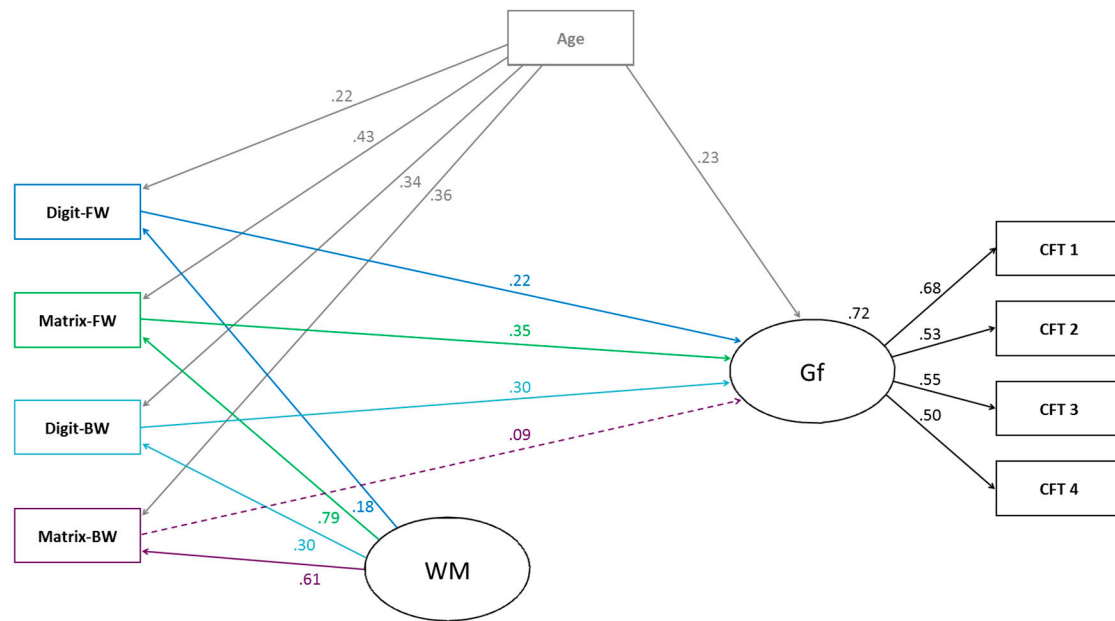 Age
.22
.43
.34
.36
.23
Digit-FW
.22
CFT 1
.68
.72
Matrix-FW
.35
CFT 2
.53
Gf
.30
.55
CFT 3
Digit-BW
.50
.09
CFT 4
Matrix-BW
.18
.79
.30
WM
.61